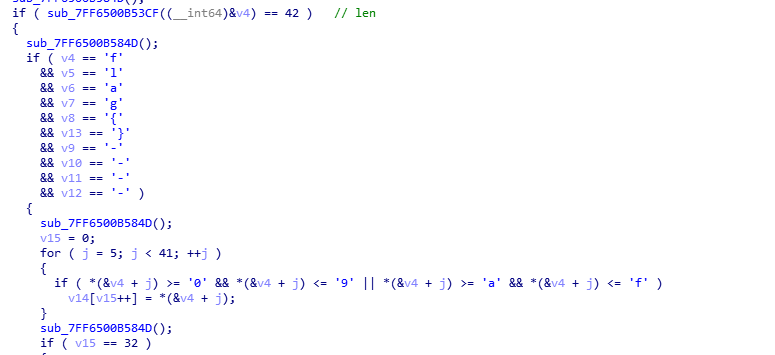 if ( sub_7FF6500B53CF((__int64)&v4) == 42 )   // len
{
  sub_7FF6500B584D();
  if ( v4 == 'f'
    && v5 == 'l'
    && v6 == 'a'
    && v7 == 'g'
    && v8 == '{'
    && v13 == '}'
    && v9 == '-'
    && v10 == '-'
    && v11 == '-'
    && v12 == '-' )
  {
    sub_7FF6500B584D();
    v15 = 0;
    for ( j = 5; j < 41; ++j )
    {
      if ( *(&v4 + j) >= '0' && *(&v4 + j) <= '9' || *(&v4 + j) >= 'a' && *(&v4 + j) <= 'f' )
        v14[v15++] = *(&v4 + j);
    }
    sub_7FF6500B584D();
    if ( v15 == 32 )